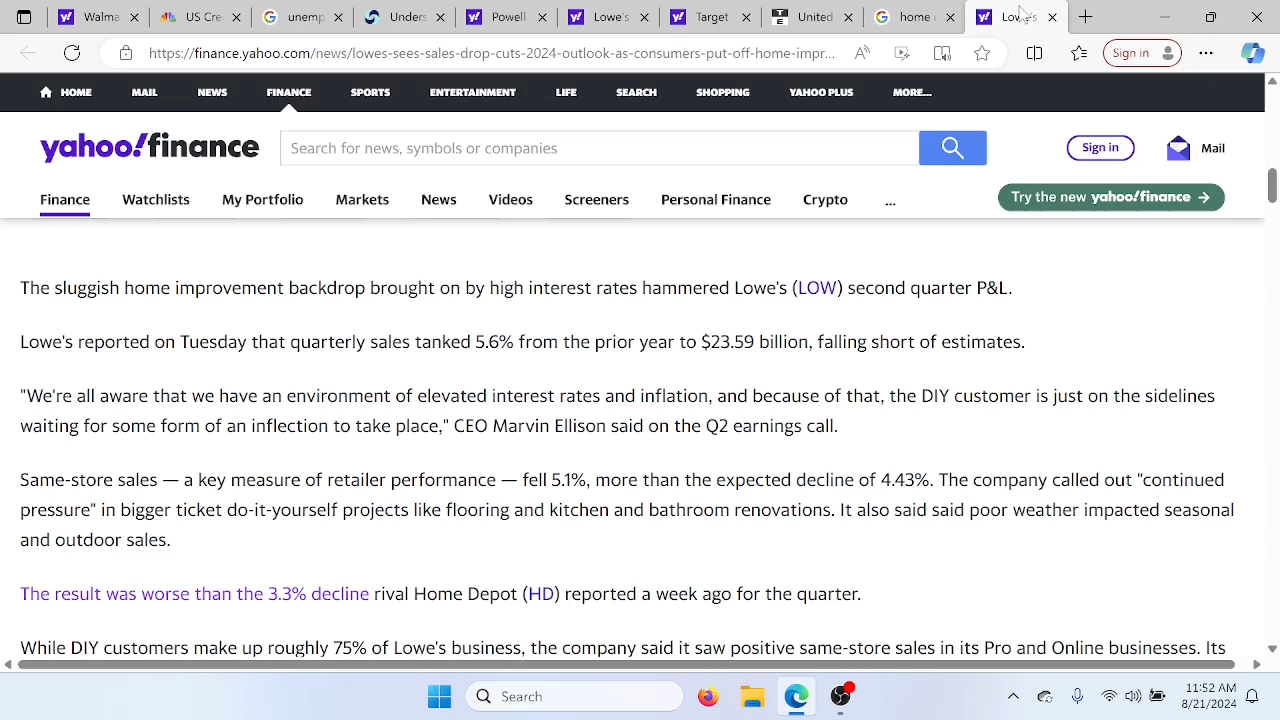 Walma
US Cre
unemp
Unders
Powell
Lowe's
Target
United
home
Lowe's
https://finance.yahoo.com/news/lowes-sees-sales-drop-cuts-2024-outlook-as-consumers-put-off-home-impr...
Sign in
HOME MAIL NEWS FINANCE SPORTS ENTERTAINMENT LIFE SEARCH SHOPPING YAHOO PLUS MORE...
yahoo!finance
Search for news, symbols or companies
Sign in
Mail
Finance Watchlists My Portfolio Markets News Videos Screeners Personal Finance Crypto ...
Try the new yahoo!finance →
The sluggish home improvement backdrop brought on by high interest rates hammered Lowe's (LOW) second quarter P&L.
Lowe's reported on Tuesday that quarterly sales tanked 5.6% from the prior year to $23.59 billion, falling short of estimates.
"We're all aware that we have an environment of elevated interest rates and inflation, and because of that, the DIY customer is just on the sidelines
waiting for some form of an inflection to take place," CEO Marvin Ellison said on the Q2 earnings call.
Same-store sales — a key measure of retailer performance — fell 5.1%, more than the expected decline of 4.43%. The company called out "continued
pressure" in bigger ticket do-it-yourself projects like flooring and kitchen and bathroom renovations. It also said said poor weather impacted seasonal
and outdoor sales.
The result was worse than the 3.3% decline rival Home Depot (HD) reported a week ago for the quarter.
While DIY customers make up roughly 75% of Lowe's business, the company said it saw positive same-store sales in its Pro and Online businesses. Its
Search
11:52 AM
8/21/2024